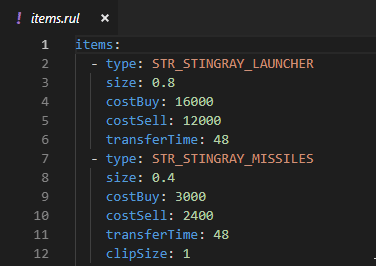 ! items.rul ×
1 items:
2   - type: STR_STINGRAY_LAUNCHER
3     size: 0.8
4     costBuy: 16000
5     costSell: 12000
6     transferTime: 48
7   - type: STR_STINGRAY_MISSILES
8     size: 0.4
9     costBuy: 3000
10     costSell: 2400
11     transferTime: 48
12     clipSize: 1